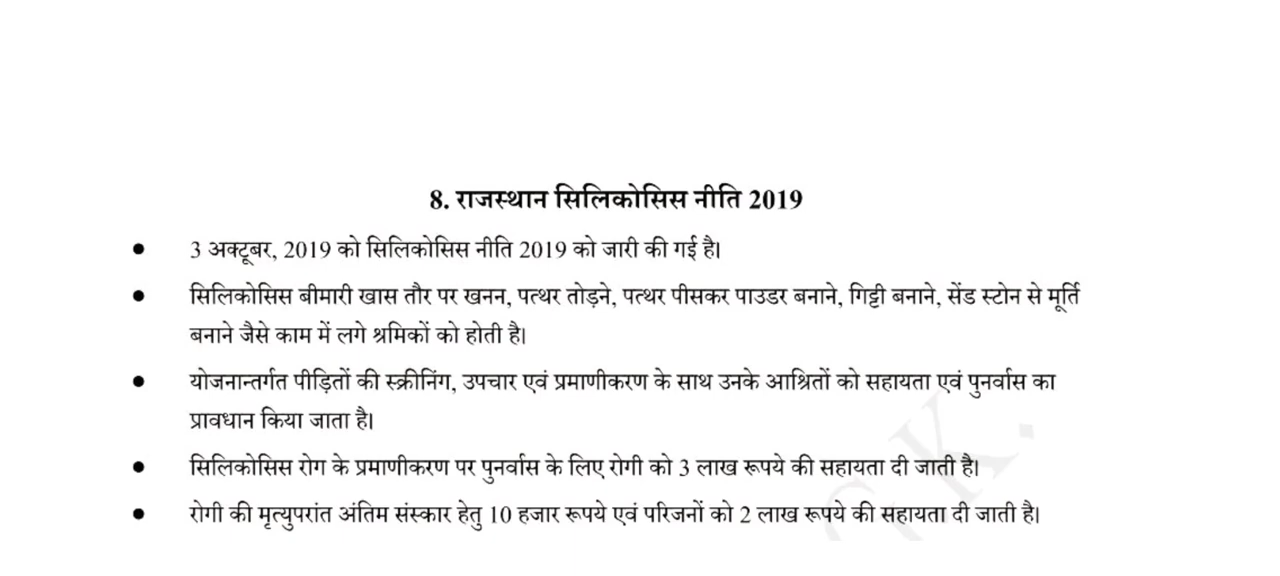 8. राजस्थान सिलिकोसिस नीति 2019
● 3 अक्टूबर, 2019 को सिलिकोसिस नीति 2019 को जारी की गई है।
● सिलिकोसिस बीमारी खास तौर पर खनन, पत्थर तोड़ने, पत्थर पीसकर पाउडर बनाने, गिट्टी बनाने, सेंड स्टोन से मूर्ति
बनाने जैसे काम में लगे श्रमिकों को होती है।
● योजनान्तर्गत पीड़ितों की स्क्रीनिंग, उपचार एवं प्रमाणीकरण के साथ उनके आश्रितों को सहायता एवं पुनर्वास का
प्रावधान किया जाता है।
● सिलिकोसिस रोग के प्रमाणीकरण पर पुनर्वास के लिए रोगी को 3 लाख रूपये की सहायता दी जाती है।
● रोगी की मृत्युपरांत अंतिम संस्कार हेतु 10 हजार रूपये एवं परिजनों को 2 लाख रूपये की सहायता दी जाती है।
G.K.